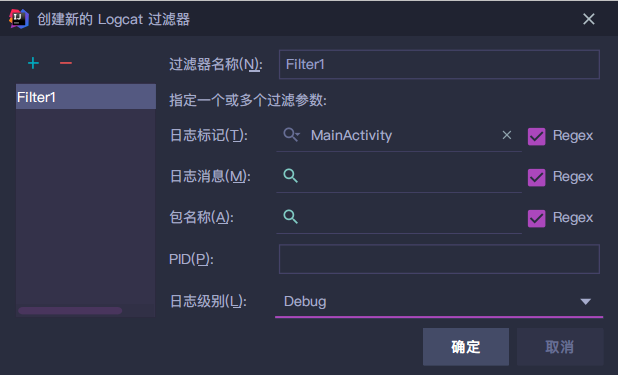 创建新的 Logcat 过滤器
Filter1
过滤器名称(N):
Filter1
指定一个或多个过滤参数:
日志标记(T):
MainActivity
Regex
日志消息(M):
Regex
包名称(A):
Regex
PID(P):
日志级别(L):
Debug
确定
取消